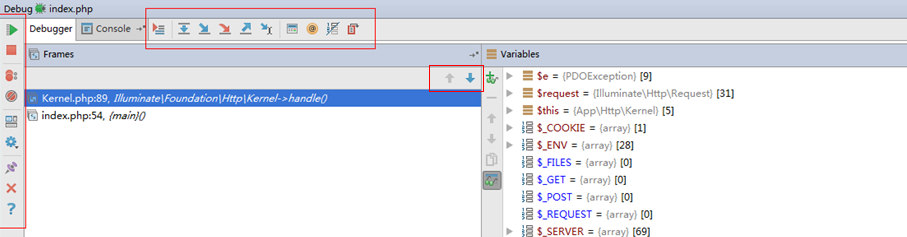 Debug index.php
Debugger Console
Frames
Variables
Kernel.php:89, Illuminate\Foundation\Http\Kernel->handle()
index.php:54, {main}()
$e = {PDOException} [9]
$request = {Illuminate\Http\Request} [31]
$this = {App\Http\Kernel} [5]
$_COOKIE = {array} [1]
$_ENV = {array} [28]
$_FILES = {array} [0]
$_GET = {array} [0]
$_POST = {array} [0]
$_REQUEST = {array} [0]
$_SERVER = {array} [69]